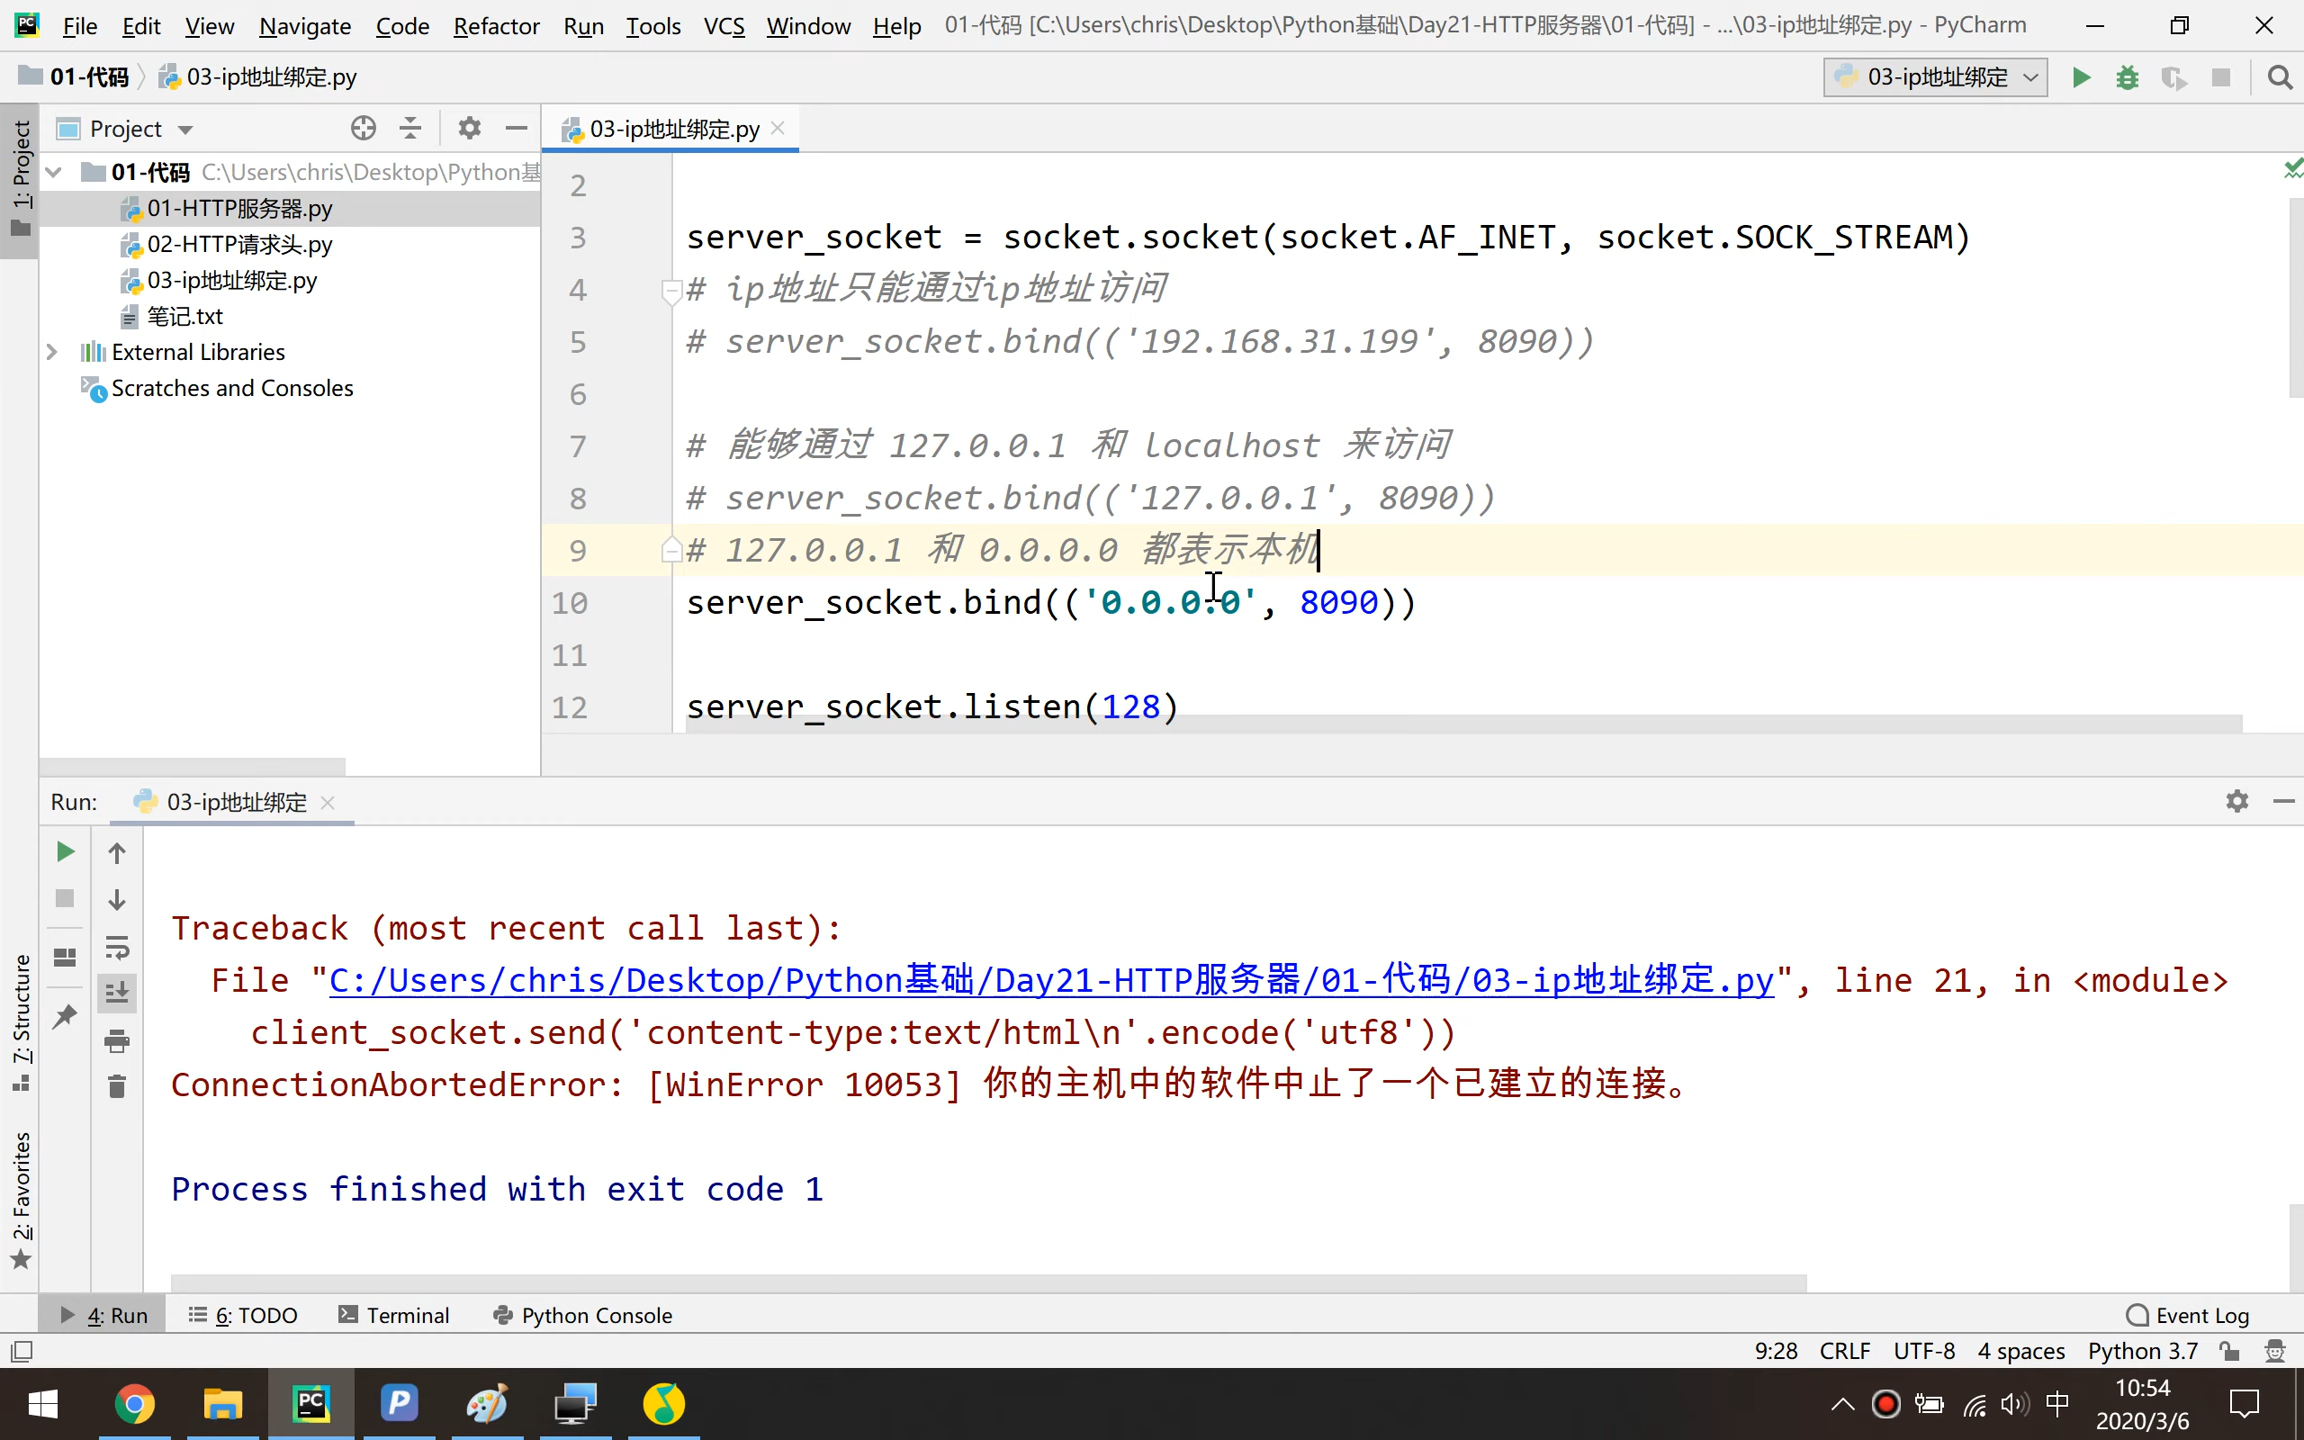 File Edit View Navigate Code Refactor Run Tools VCS Window Help 01-代码 [C:\Users\chris\Desktop\Python基础\Day21-HTTP服务器\01-代码] - ...\03-ip地址绑定.py - PyCharm
01-代码 03-ip地址绑定.py 03-ip地址绑定
1: Project
Project
03-ip地址绑定.py
01-代码 C:\Users\chris\Desktop\Python基
01-HTTP服务器.py
02-HTTP请求头.py
03-ip地址绑定.py
笔记.txt
External Libraries
Scratches and Consoles
2
3 server_socket = socket.socket(socket.AF_INET, socket.SOCK_STREAM)
4 # ip地址只能通过ip地址访问
5 # server_socket.bind(('192.168.31.199', 8090))
6
7 # 能够通过 127.0.0.1 和 localhost 来访问
8 # server_socket.bind(('127.0.0.1', 8090))
9 # 127.0.0.1 和 0.0.0.0 都表示本机
10 server_socket.bind(('0.0.0.0', 8090))
11
12 server_socket.listen(128)
Run: 03-ip地址绑定
Traceback (most recent call last):
File "C:/Users/chris/Desktop/Python基础/Day21-HTTP服务器/01-代码/03-ip地址绑定.py", line 21, in <module>
client_socket.send('content-type:text/html\n'.encode('utf8'))
ConnectionAbortedError: [WinError 10053] 你的主机中的软件中止了一个已建立的连接。
Process finished with exit code 1
7: Structure
2: Favorites
4: Run 6: TODO Terminal Python Console Event Log
9:28 CRLF UTF-8 4 spaces Python 3.7
中
10:54
2020/3/6